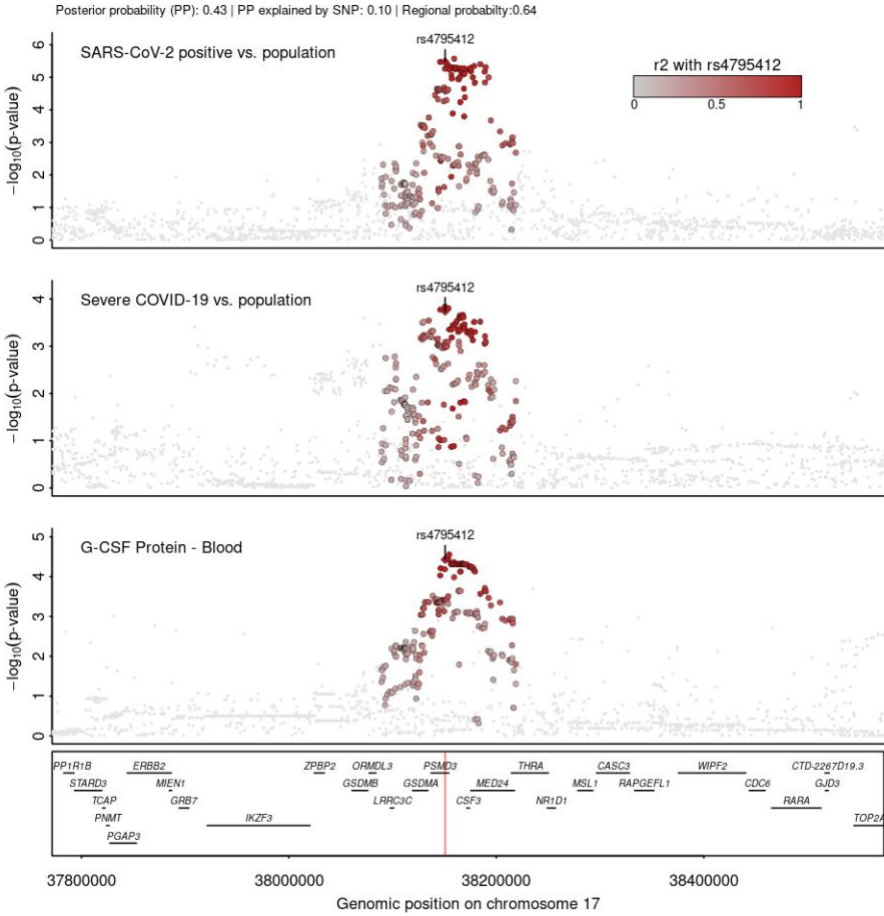 Posterior probability (PP): 0.43 | PP explained by SNP: 0.10 | Regional probabilty:0.64
rs4795412
SARS-CoV-2 positive vs. population
r2 with rs4795412
0 0.5 1
−log10(p-value)
0 1 2 3 4 5 6
rs4795412
Severe COVID-19 vs. population
−log10(p-value)
0 1 2 3 4
rs4795412
G-CSF Protein - Blood
−log10(p-value)
0 1 2 3 4 5
PP1R1B ERBB2 ZPBP2 ORMDL3 PSMD3 THRA CASC3 WIPF2 CTD-2267D19.3
STARD3 MIEN1 GSDMB GSDMA MED24 MSL1 RAPGEFL1 CDC6 GJD3
TCAP GRB7 LRRC3C CSF3 NR1D1 RARA
PNMT IKZF3 TOP2A
PGAP3
37800000 38000000 38200000 38400000
Genomic position on chromosome 17